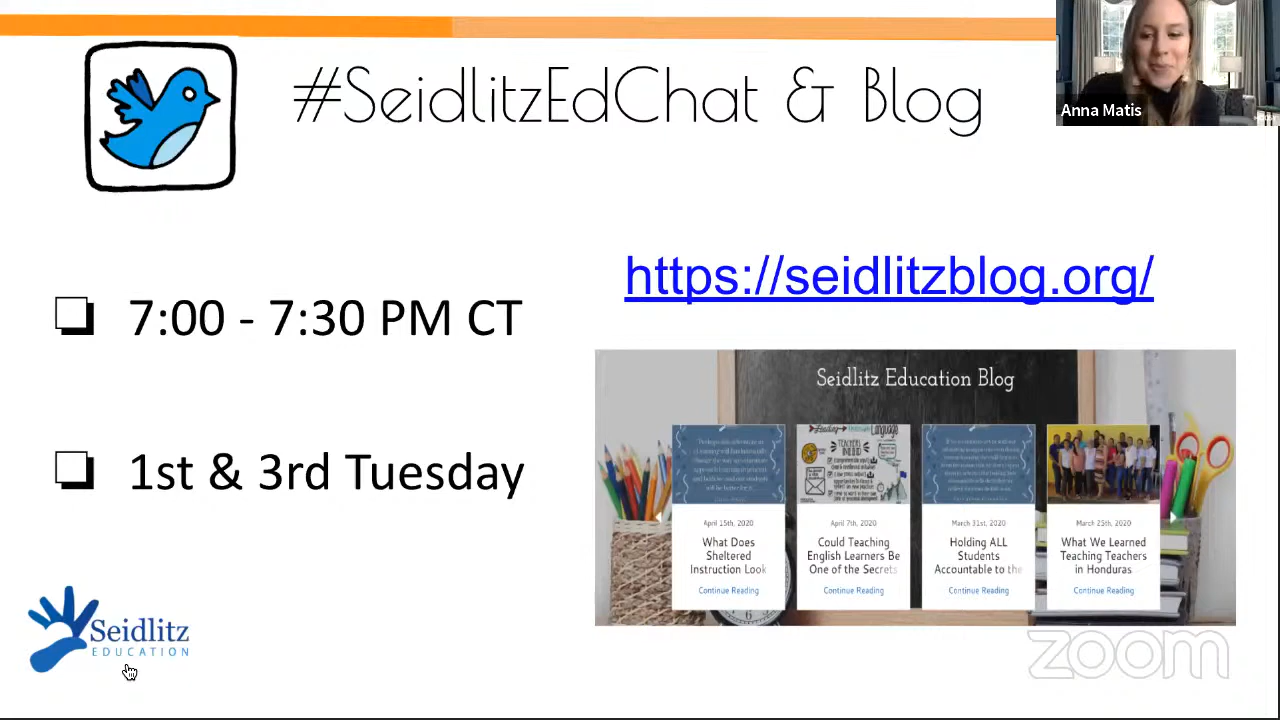 #SeidlitzEdChat & Blog
Anna Matis
https://seidlitzblog.org/
7:00 - 7:30 PM CT
1st & 3rd Tuesday
Seidlitz Education Blog
April 15th, 2020
What Does
Sheltered
Instruction Look
Continue Reading
April 7th, 2020
Could Teaching
English Learners Be
One of the Secrets
Continue Reading
March 31st, 2020
Holding ALL
Students
Accountable to the
Continue Reading
March 25th, 2020
What We Learned
Teaching Teachers
in Honduras
Continue Reading
Seidlitz
EDUCATION
zoom